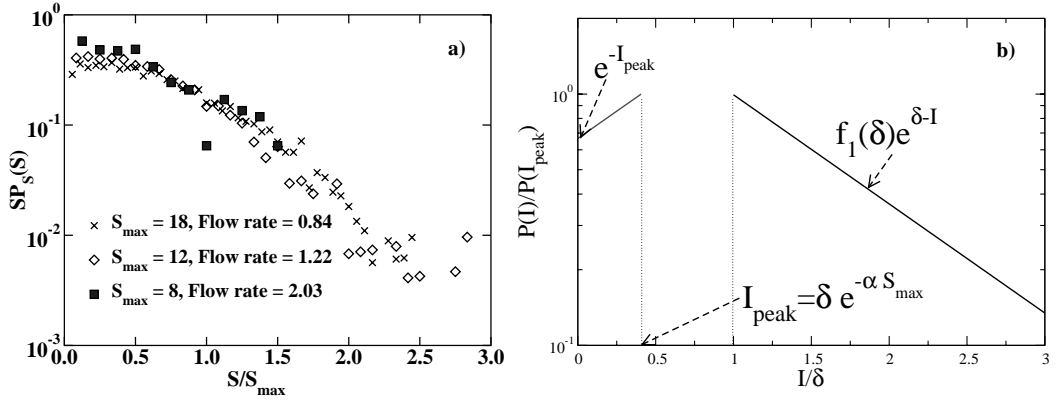 10^0
10^-1
10^-2
10^-3
SP_S(S)
a)
S_max = 18, Flow rate = 0.84
S_max = 12, Flow rate = 1.22
S_max = 8, Flow rate = 2.03
0.0 0.5 1.0 1.5 2.0 2.5 3.0
S/S_max
b)
e^-I_peak
10^0
10^-1
P(I)/P(I_peak)
f_1(δ)e^δ-I
I_peak=δ e^-α S_max
0 0.5 1 1.5 2 2.5 3
I/δ